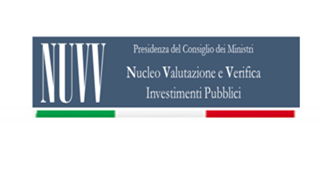 NUVV
Presidenza del Consiglio dei Ministri
Nucleo Valutazione e Verifica
Investimenti Pubblici